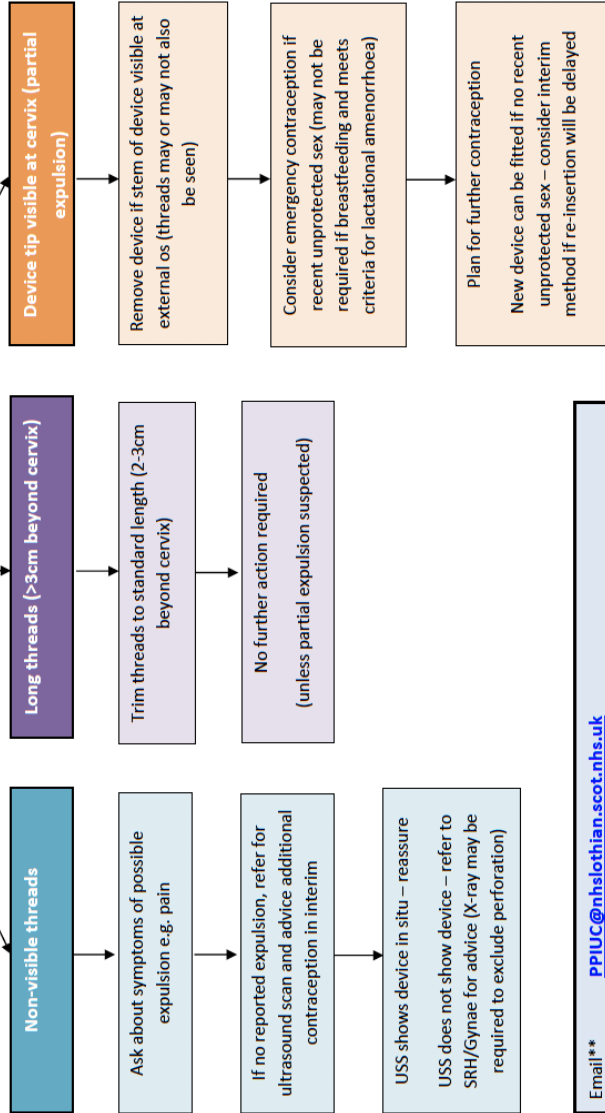 Non-visible threads
Ask about symptoms of possible
expulsion e.g. pain
If no reported expulsion, refer for
ultrasound scan and advice additional
contraception in interim
USS shows device in situ – reassure
USS does not show device – refer to
SRH/Gynae for advice (X-ray may be
required to exclude perforation)
Long threads (>3cm beyond cervix)
Trim threads to standard length (2-3cm
beyond cervix)
No further action required
(unless partial expulsion suspected)
Device tip visible at cervix (partial
expulsion)
Remove device if stem of device visible at
external os (threads may or may not also
be seen)
Consider emergency contraception if
recent unprotected sex (may not be
required if breastfeeding and meets
criteria for lactational amenorrhoea)
Plan for further contraception
New device can be fitted if no recent
unprotected sex – consider interim
method if re-insertion will be delayed
Email** PPIUC@nhslothian.scot.nhs.uk